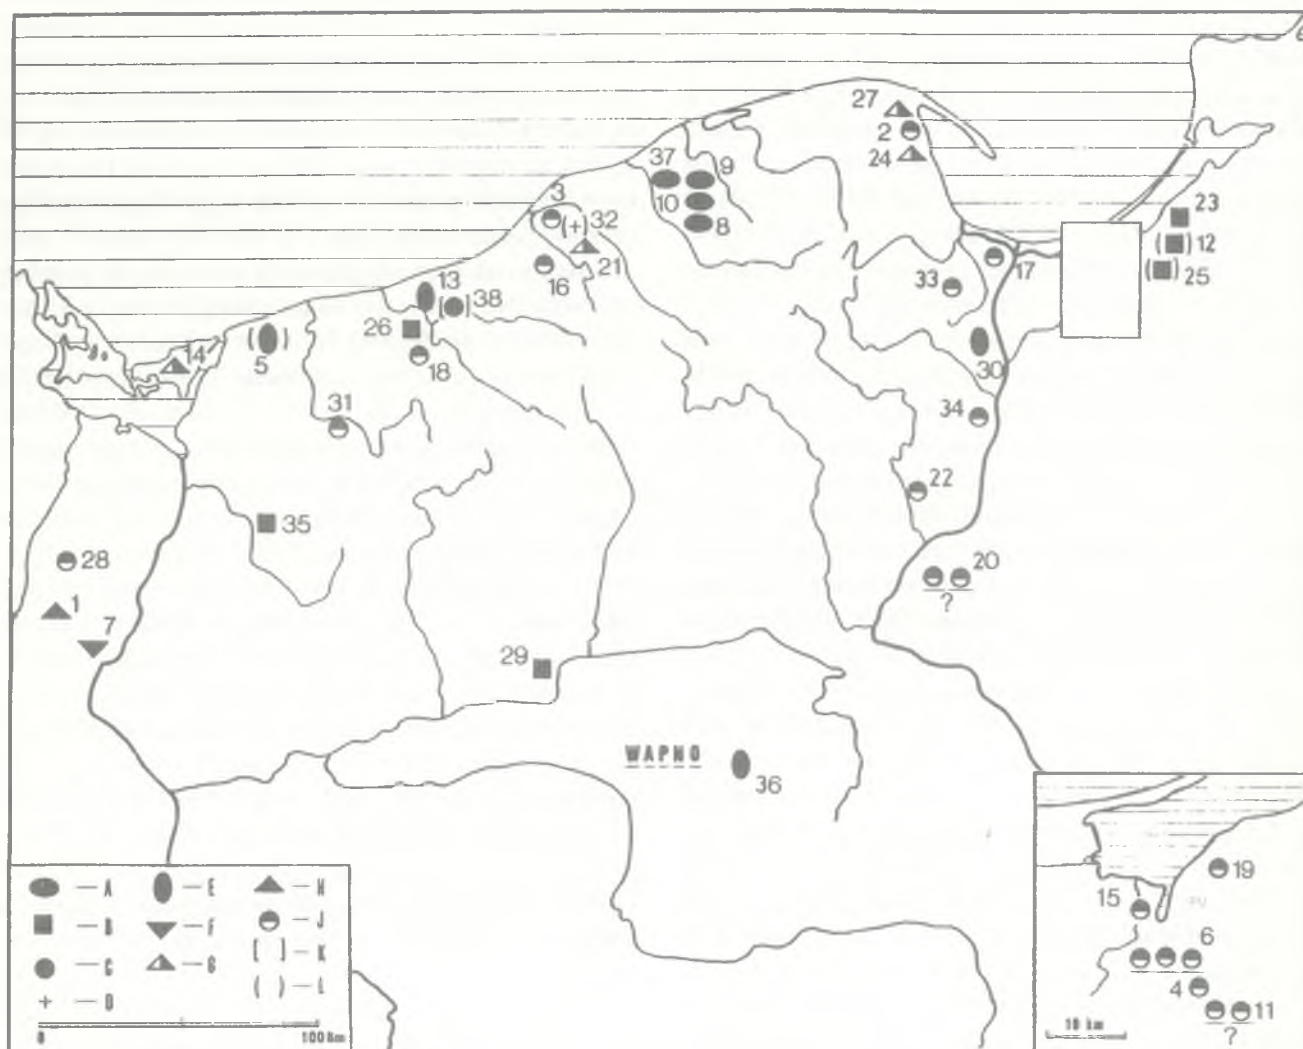 27
2
24
37
9
10
8
3
(+) 32
21
16
23
( ) 12
( ) 25
33
17
13
[ ] 38
26
18
( )
5
14
31
30
34
22
35
28
1
7
20
?
29
WAPNO
36
— A
— B
— C
+ — D
— E
— F
— G
— H
— J
[ ] — K
( ) — L
0 100 km
19
15
6
4
11
?
10 km